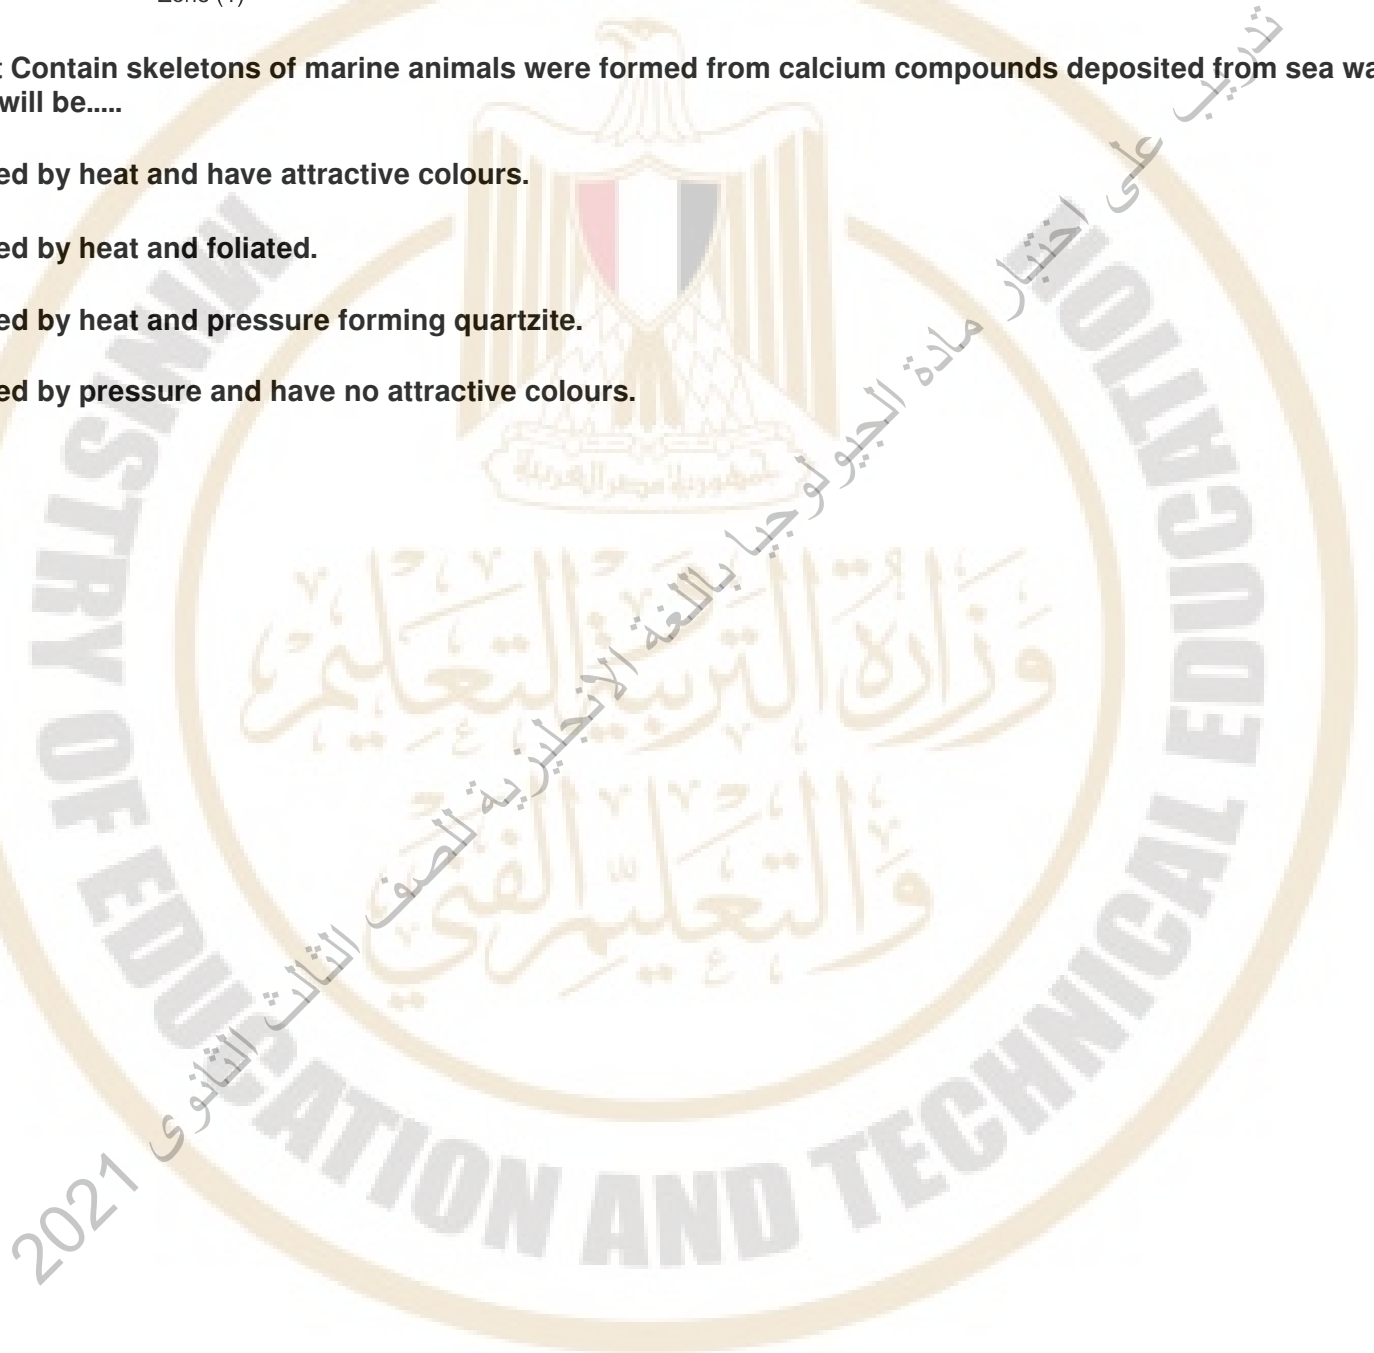 : Contain skeletons of marine animals were formed from calcium compounds deposited from sea wa
will be.....
ed by heat and have attractive colours.
ed by heat and foliated.
ed by heat and pressure forming quartzite.
ed by pressure and have no attractive colours.
جمهورية مصر العربية
وزارة التربية والتعليم
والتعليم الفني
MINISTRY OF EDUCATION AND TECHNICAL EDUCATION
تدريب على اختبار مادة الجيولوجيا باللغة الانجليزية للصف الثالث الثانوى 2021